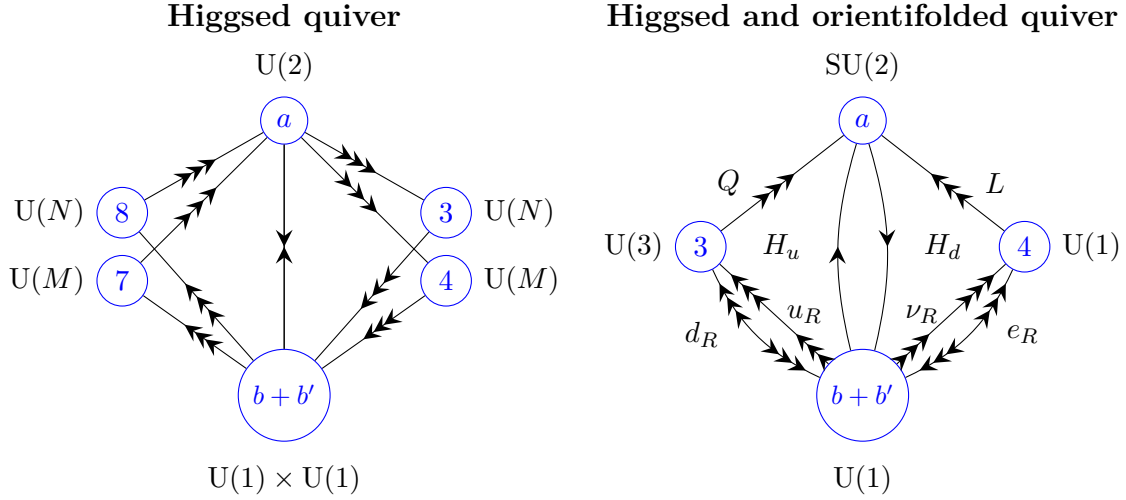 Higgsed quiver
U(2)
a
U(N) 8 3 U(N)
U(M) 7 4 U(M)
b + b′
U(1) × U(1)
Higgsed and orientifolded quiver
SU(2)
a
Q L
U(3) 3 H_u H_d 4 U(1)
d_R u_R ν_R e_R
b + b′
U(1)